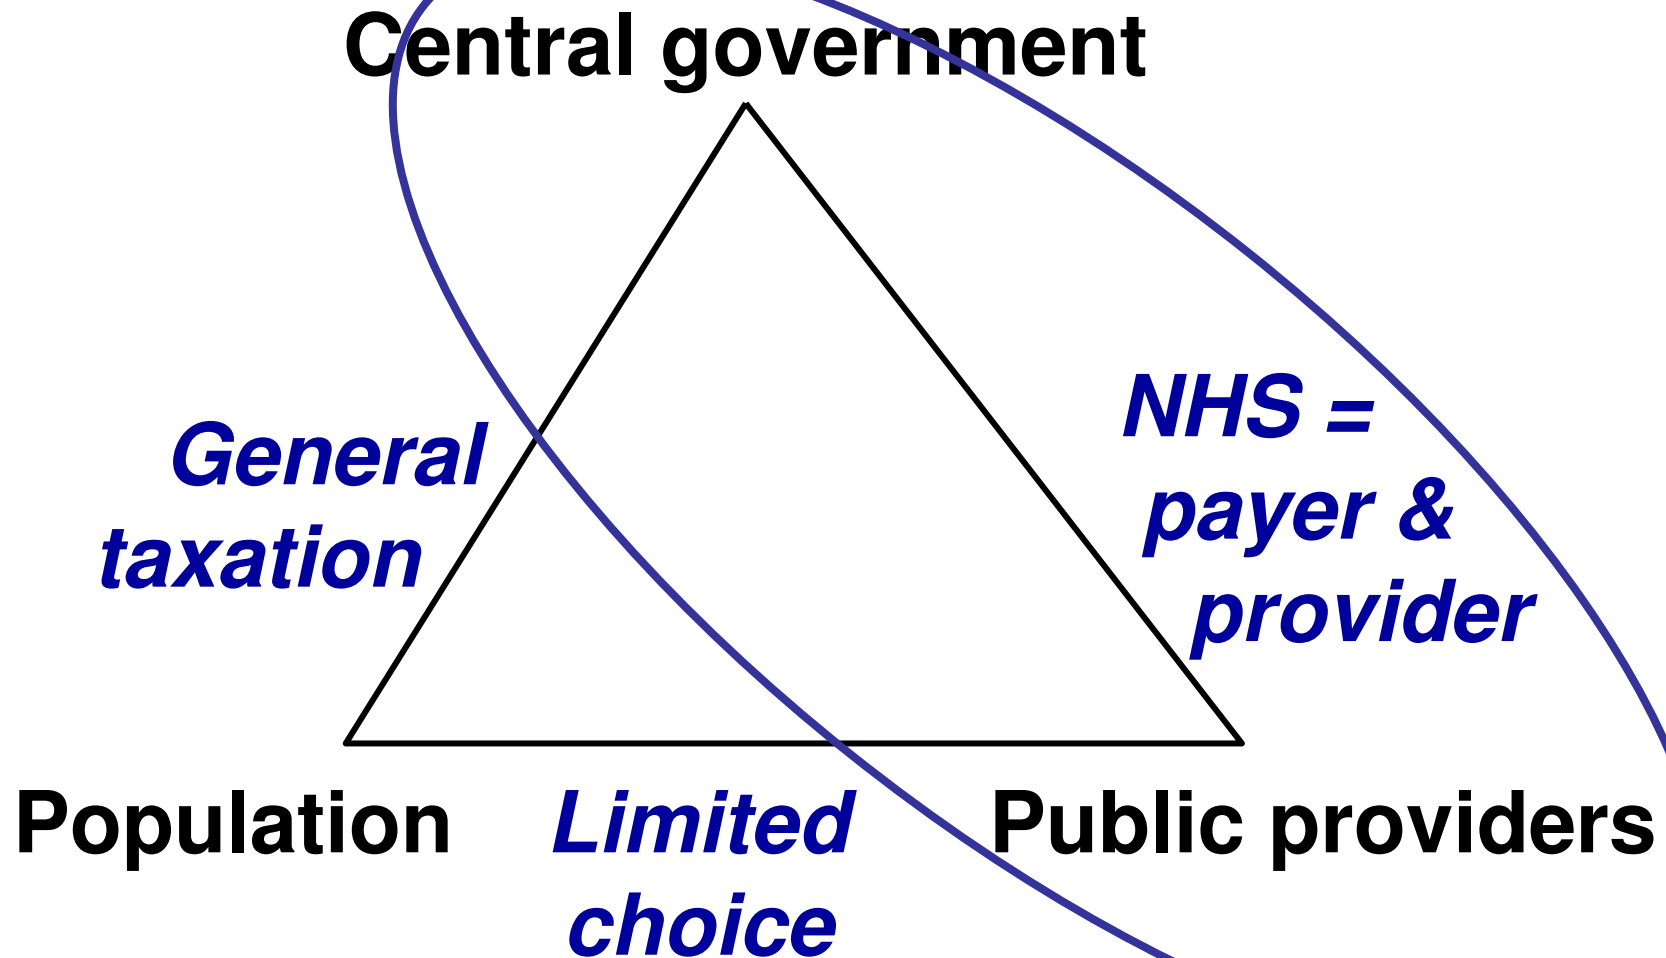 Central government
General
taxation
NHS =
payer &
provider
Population
Limited
choice
Public providers